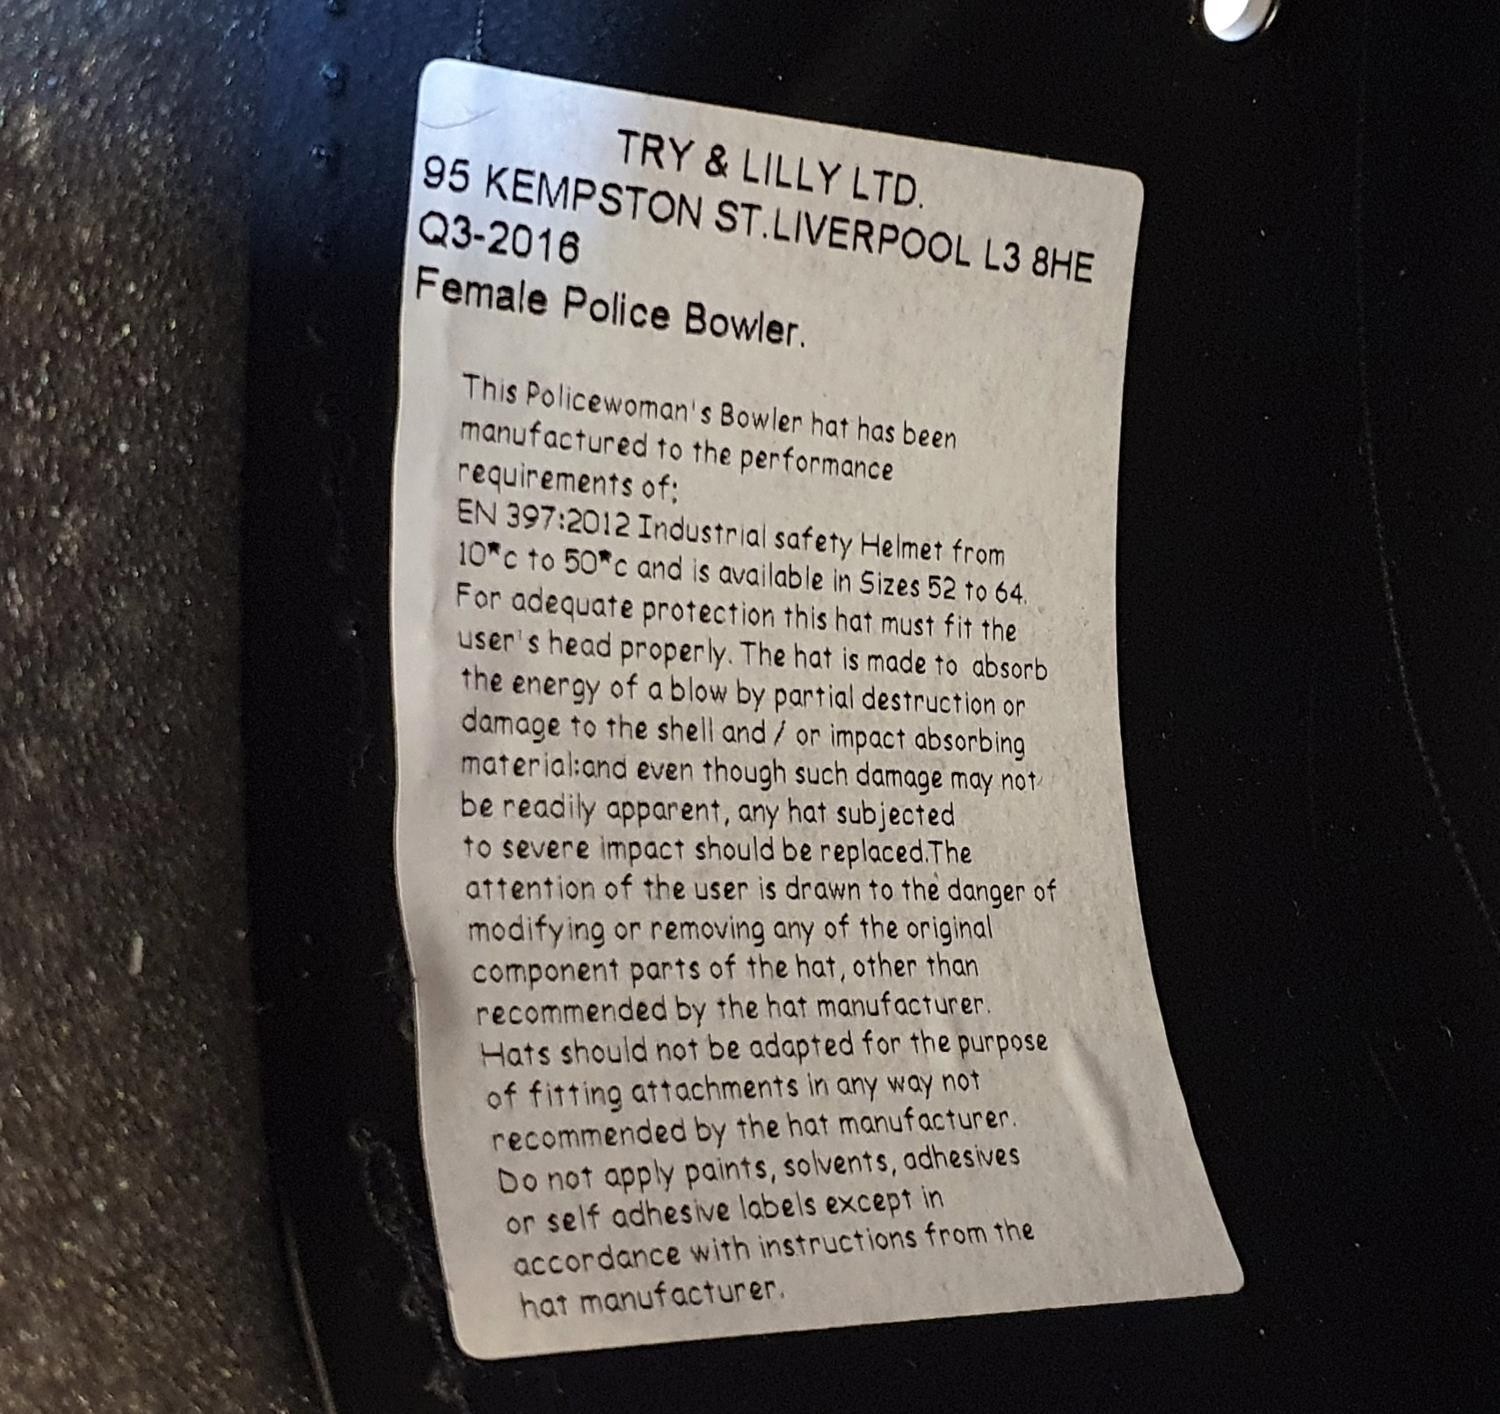 TRY & LILLY LTD.
95 KEMPSTON ST.LIVERPOOL L3 8HE
Q3-2016
Female Police Bowler.
This Policewoman's Bowler hat has been
manufactured to the performance
requirements of;
EN 397:2012 Industrial safety Helmet from
10*c to 50*c and is available in Sizes 52 to 64.
For adequate protection this hat must fit the
user's head properly. The hat is made to absorb
the energy of a blow by partial destruction or
damage to the shell and / or impact absorbing
material:and even though such damage may not
be readily apparent, any hat subjected
to severe impact should be replaced.The
attention of the user is drawn to the danger of
modifying or removing any of the original
component parts of the hat, other than
recommended by the hat manufacturer.
Hats should not be adapted for the purpose
of fitting attachments in any way not
recommended by the hat manufacturer.
Do not apply paints, solvents, adhesives
or self adhesive labels except in
accordance with instructions from the
hat manufacturer.